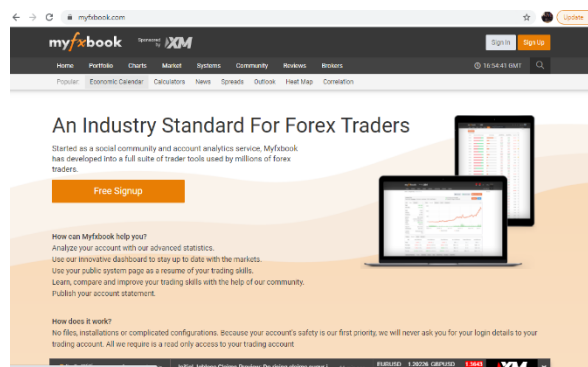 myfxbook.com
Update
myfxbook Sponsored by XM
Sign In Sign Up
Home Portfolio Charts Market Systems Community Reviews Brokers 16:54:41 GMT
Popular: Economic Calendar Calculators News Spreads Outlook Heat Map Correlation
An Industry Standard For Forex Traders
Started as a social community and account analytics service, Myfxbook
has developed into a full suite of trader tools used by millions of forex
traders.
Free Signup
How can Myfxbook help you?
Analyze your account with our advanced statistics.
Use our innovative dashboard to stay up to date with the markets.
Use your public system page as a resume of your trading skills.
Learn, compare and improve your trading skills with the help of our community.
Publish your account statement.
How does it work?
No files, installations or complicated configurations. Because your account's safety is our first priority, we will never ask you for your login details to your
trading account. All we require is a read only access to your trading account
EURUSD 1.20226 GBPUSD 1.3643 XM